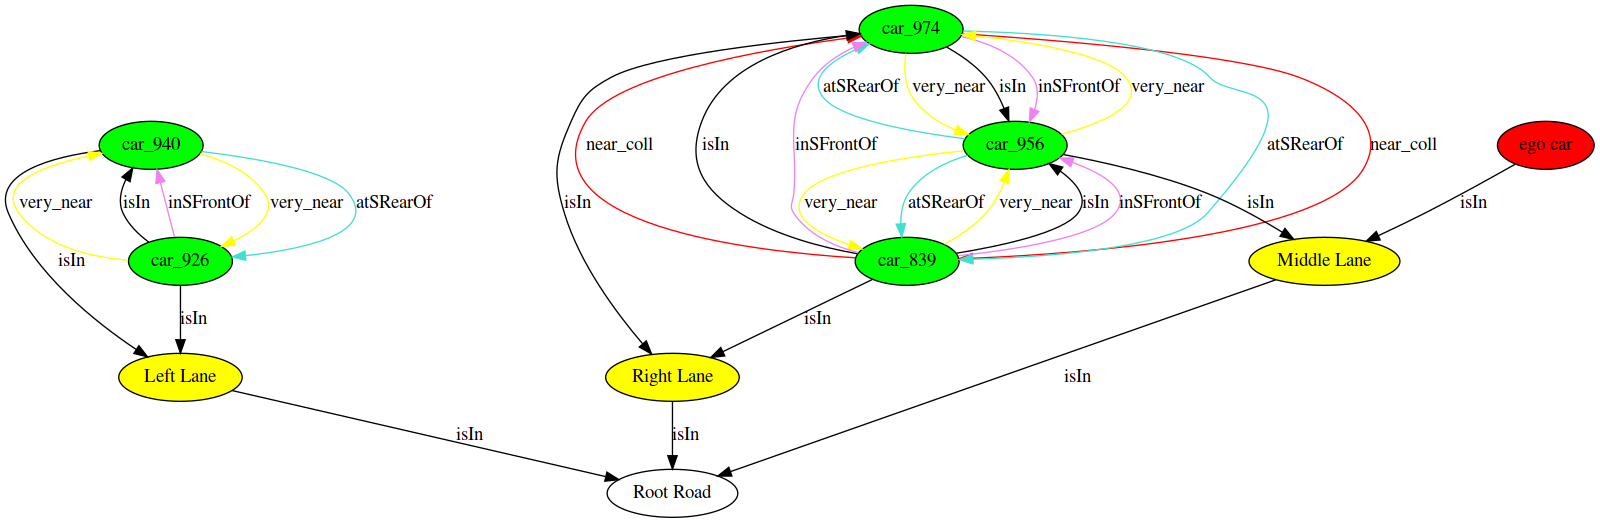 car_974
atSRearOf very_near isIn inSFrontOf very_near
car_940 near_coll isIn inSFrontOf car_956 atSRearOf near_coll ego car
very_near isIn inSFrontOf very_near atSRearOf isIn very_near atSRearOf very_near isIn inSFrontOf isIn isIn
isIn car_926 car_839 Middle Lane
isIn isIn
Left Lane Right Lane isIn
isIn isIn
Root Road